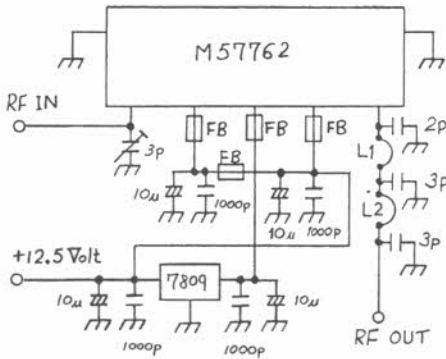 M57762
RF IN
3P
FB
FB
FB
FB
2P
L1
3P
L2
3P
10μ
1000P
10μ
1000P
+12.5 Volt
7809
10μ
1000P
1000P
10μ
RF OUT